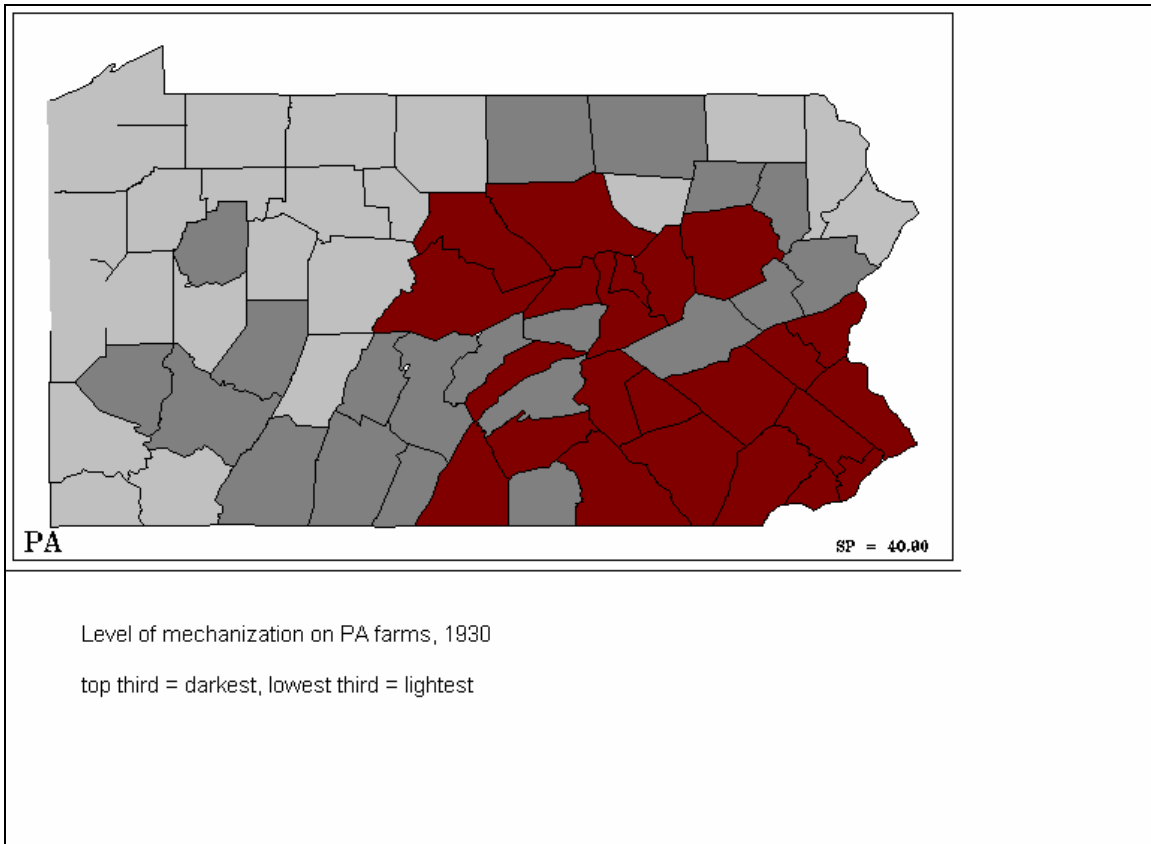 PA
SP = 40.00
Level of mechanization on PA farms, 1930
top third = darkest, lowest third = lightest